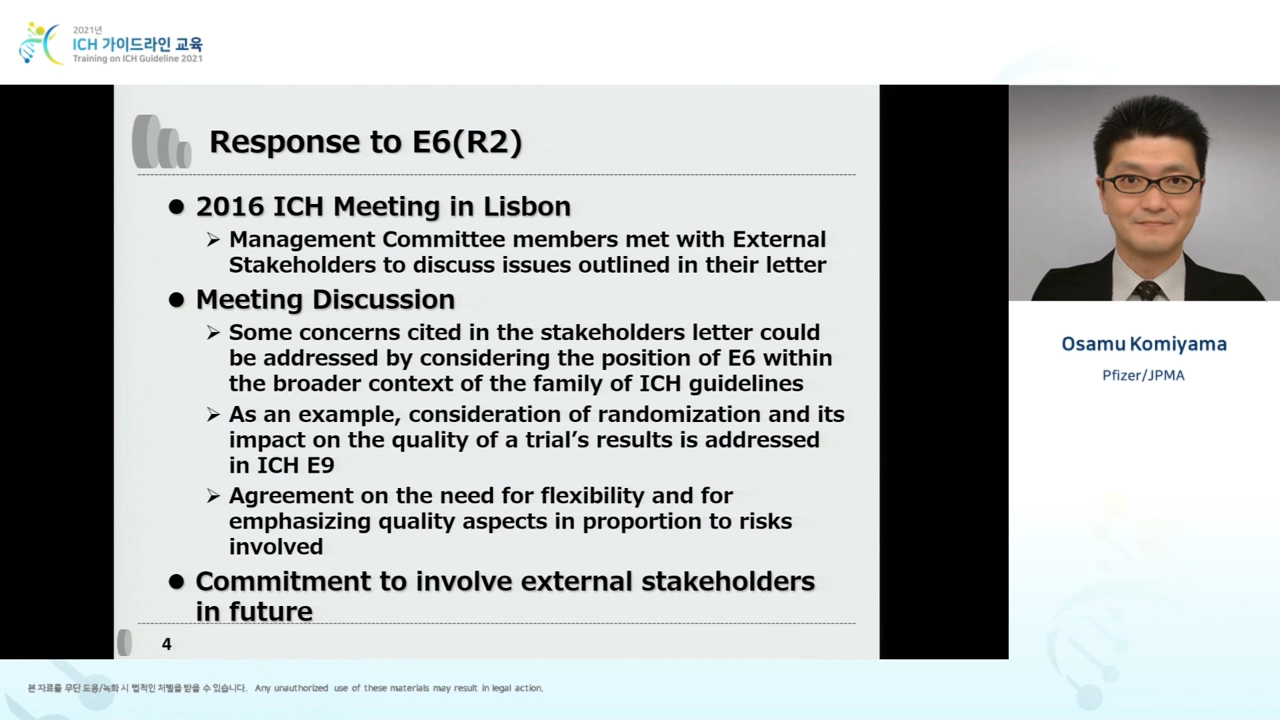 2021년
ICH 가이드라인 교육
Training on ICH Guideline 2021
Response to E6(R2)
● 2016 ICH Meeting in Lisbon
➢ Management Committee members met with External
Stakeholders to discuss issues outlined in their letter
● Meeting Discussion
➢ Some concerns cited in the stakeholders letter could
be addressed by considering the position of E6 within
the broader context of the family of ICH guidelines
➢ As an example, consideration of randomization and its
impact on the quality of a trial’s results is addressed
in ICH E9
➢ Agreement on the need for flexibility and for
emphasizing quality aspects in proportion to risks
involved
● Commitment to involve external stakeholders
in future
4
Osamu Komiyama
Pfizer/JPMA
본 자료를 무단 도용/녹화 시 법적인 처벌을 받을 수 있습니다. Any unauthorized use of these materials may result in legal action.